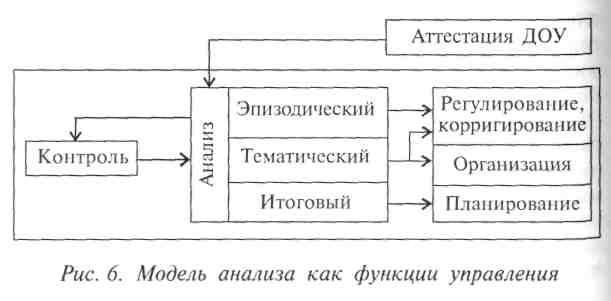 Аттестация ДОУ
Контроль
Анализ
Эпизодический
Тематический
Итоговый
Регулирование,
корригирование
Организация
Планирование
Рис. 6. Модель анализа как функции управления